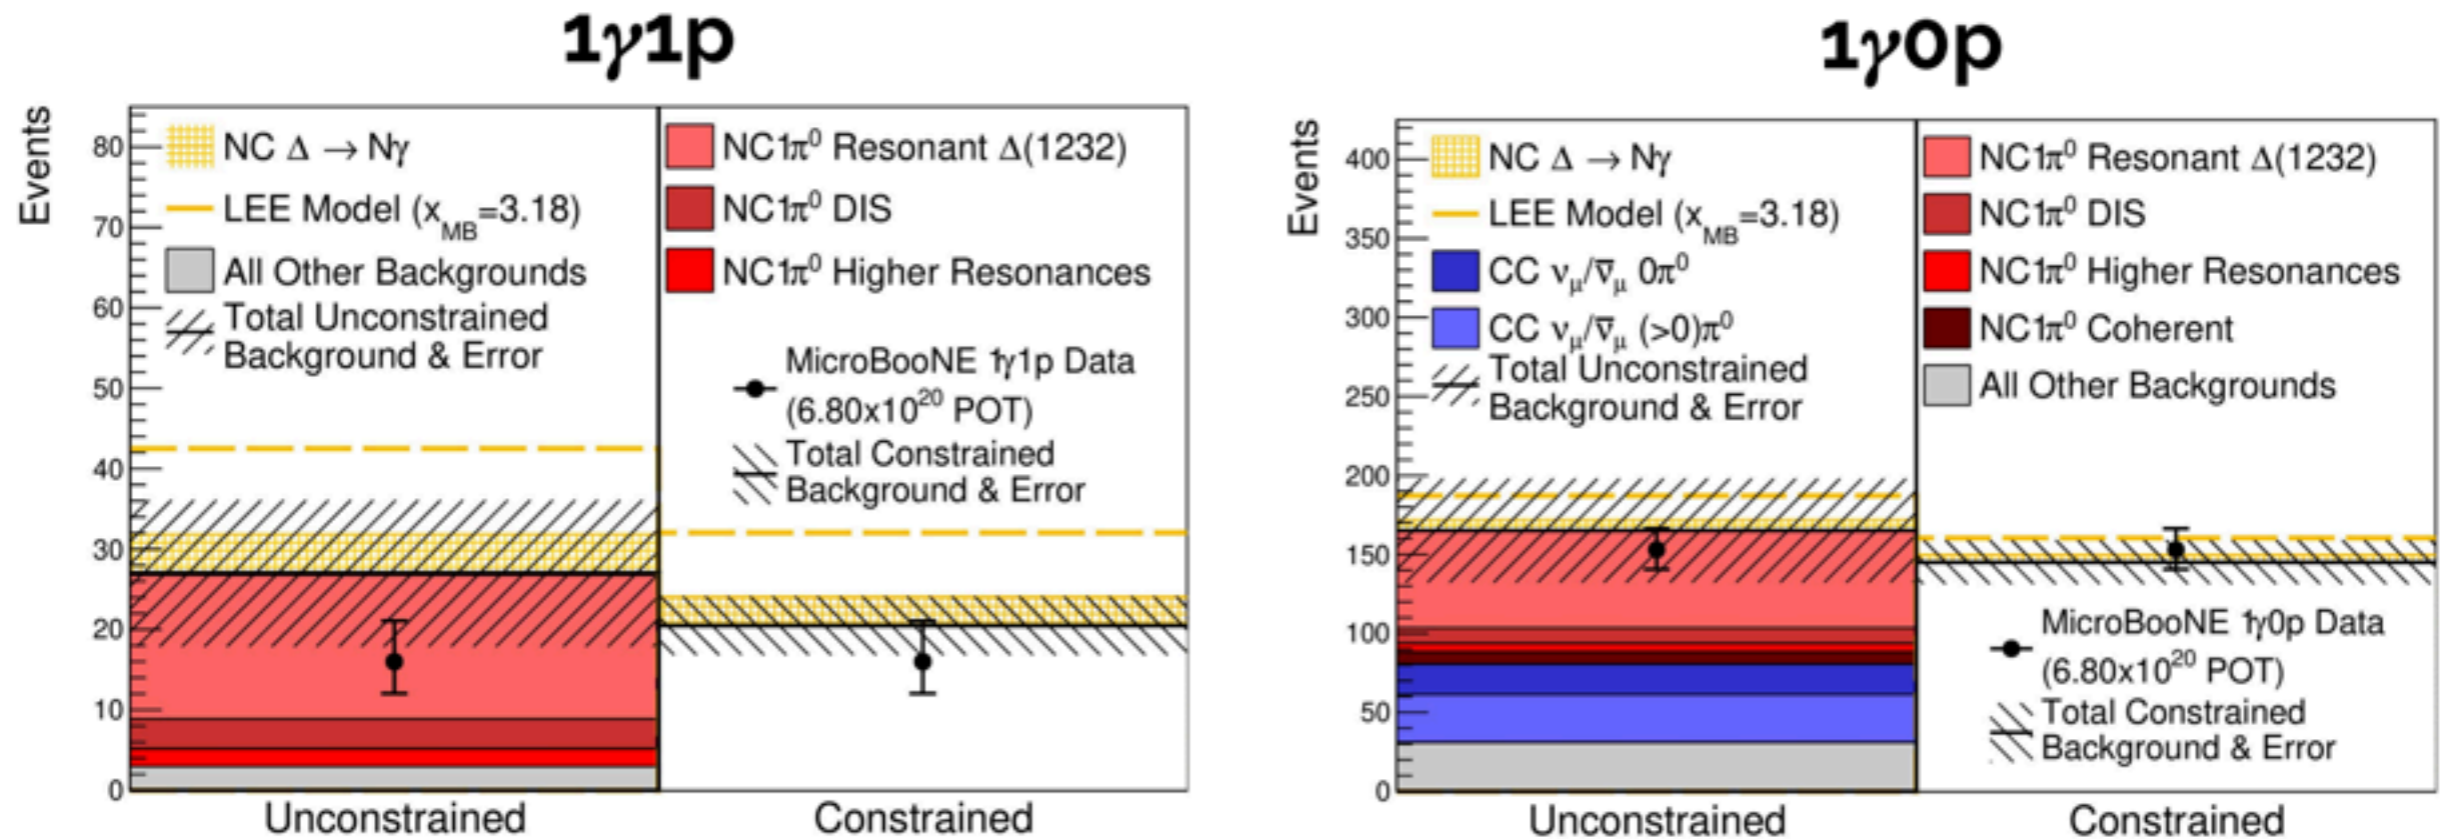 1γ1p
Events
80
70
60
50
40
30
20
10
0
NC Δ → Nγ
LEE Model (x_MB=3.18)
All Other Backgrounds
Total Unconstrained
Background & Error
NC1π⁰ Resonant Δ(1232)
NC1π⁰ DIS
NC1π⁰ Higher Resonances
MicroBooNE 1γ1p Data
(6.80x10²⁰ POT)
Total Constrained
Background & Error
Unconstrained
Constrained
1γ0p
Events
400
350
300
250
200
150
100
50
0
NC Δ → Nγ
LEE Model (x_MB=3.18)
CC ν_μ/ν̅_μ 0π⁰
CC ν_μ/ν̅_μ (>0)π⁰
Total Unconstrained
Background & Error
NC1π⁰ Resonant Δ(1232)
NC1π⁰ DIS
NC1π⁰ Higher Resonances
NC1π⁰ Coherent
All Other Backgrounds
MicroBooNE 1γ0p Data
(6.80x10²⁰ POT)
Total Constrained
Background & Error
Unconstrained
Constrained